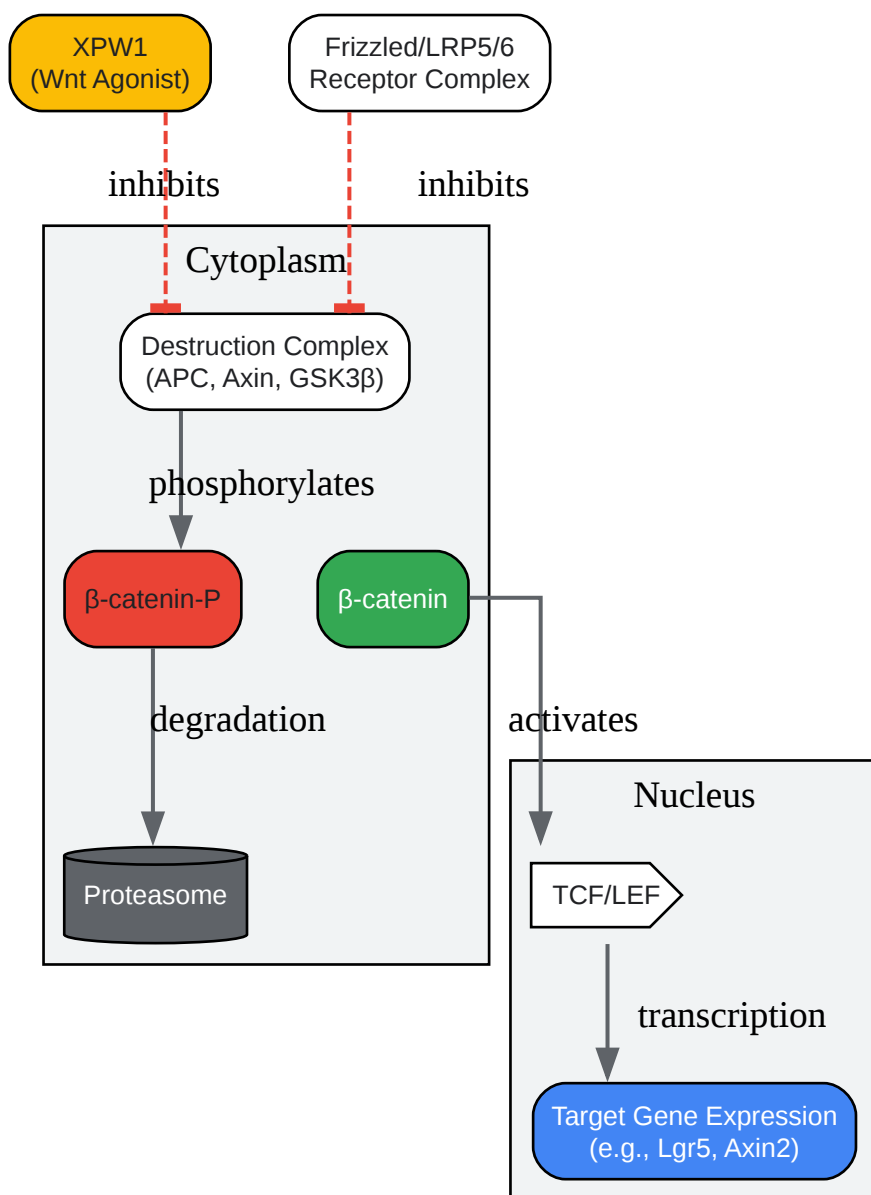 XPW1
(Wnt Agonist)
Frizzled/LRP5/6
Receptor Complex
inhibits
inhibits
Cytoplasm
Destruction Complex
(APC, Axin, GSK3β)
phosphorylates
β-catenin-P
β-catenin
degradation
activates
Nucleus
Proteasome
TCF/LEF
transcription
Target Gene Expression
(e.g., Lgr5, Axin2)